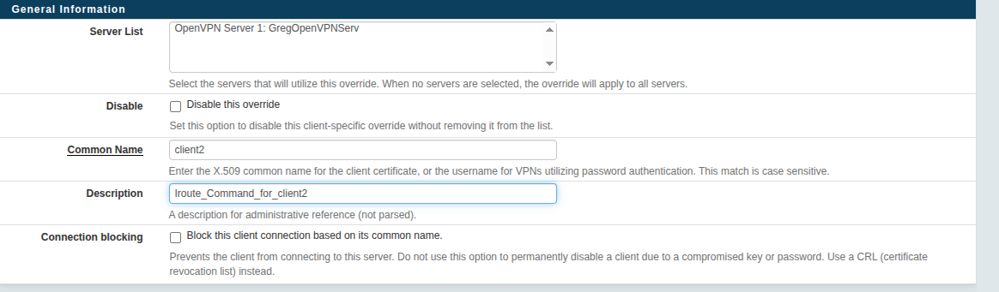 General Information
Server List
OpenVPN Server 1: GregOpenVPNServ
Select the servers that will utilize this override. When no servers are selected, the override will apply to all servers.
Disable
Disable this override
Set this option to disable this client-specific override without removing it from the list.
Common Name
client2
Enter the X.509 common name for the client certificate, or the username for VPNs utilizing password authentication. This match is case sensitive.
Description
Iroute_Command_for_client2
A description for administrative reference (not parsed).
Connection blocking
Block this client connection based on its common name.
Prevents the client from connecting to this server. Do not use this option to permanently disable a client due to a compromised key or password. Use a CRL (certificate
revocation list) instead.